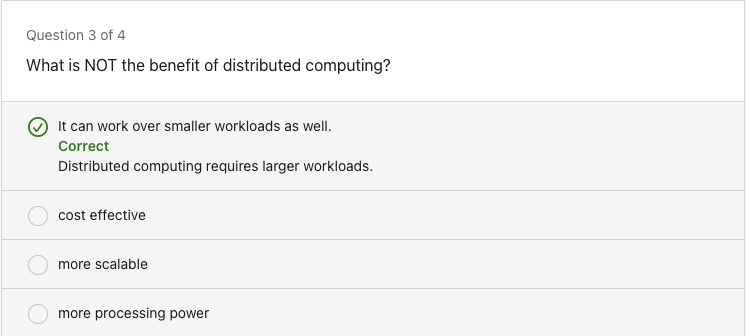 Question 3 of 4
What is NOT the benefit of distributed computing?
It can work over smaller workloads as well.
Correct
Distributed computing requires larger workloads.
cost effective
more scalable
more processing power